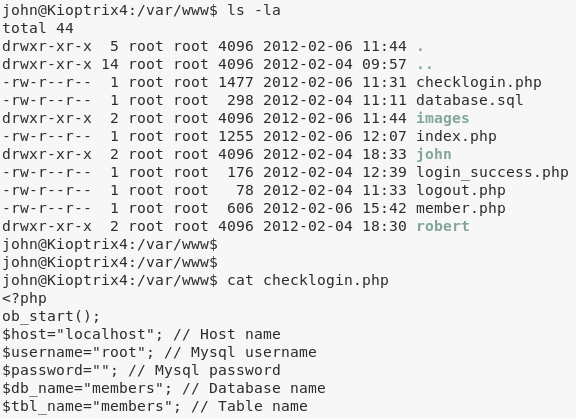 john@Kioptrix4:/var/www$ ls -la
total 44
drwxr-xr-x  5 root root 4096 2012-02-06 11:44 .
drwxr-xr-x 14 root root 4096 2012-02-04 09:57 ..
-rw-r--r--  1 root root 1477 2012-02-06 11:31 checklogin.php
-rw-r--r--  1 root root  298 2012-02-04 11:11 database.sql
drwxr-xr-x  2 root root 4096 2012-02-06 11:44 images
-rw-r--r--  1 root root 1255 2012-02-06 12:07 index.php
drwxr-xr-x  2 root root 4096 2012-02-04 18:33 john
-rw-r--r--  1 root root  176 2012-02-04 12:39 login_success.php
-rw-r--r--  1 root root   78 2012-02-04 11:33 logout.php
-rw-r--r--  1 root root  606 2012-02-06 15:42 member.php
drwxr-xr-x  2 root root 4096 2012-02-04 18:30 robert
john@Kioptrix4:/var/www$
john@Kioptrix4:/var/www$
john@Kioptrix4:/var/www$ cat checklogin.php
<?php
ob_start();
$host="localhost"; // Host name
$username="root"; // Mysql username
$password=""; // Mysql password
$db_name="members"; // Database name
$tbl_name="members"; // Table name